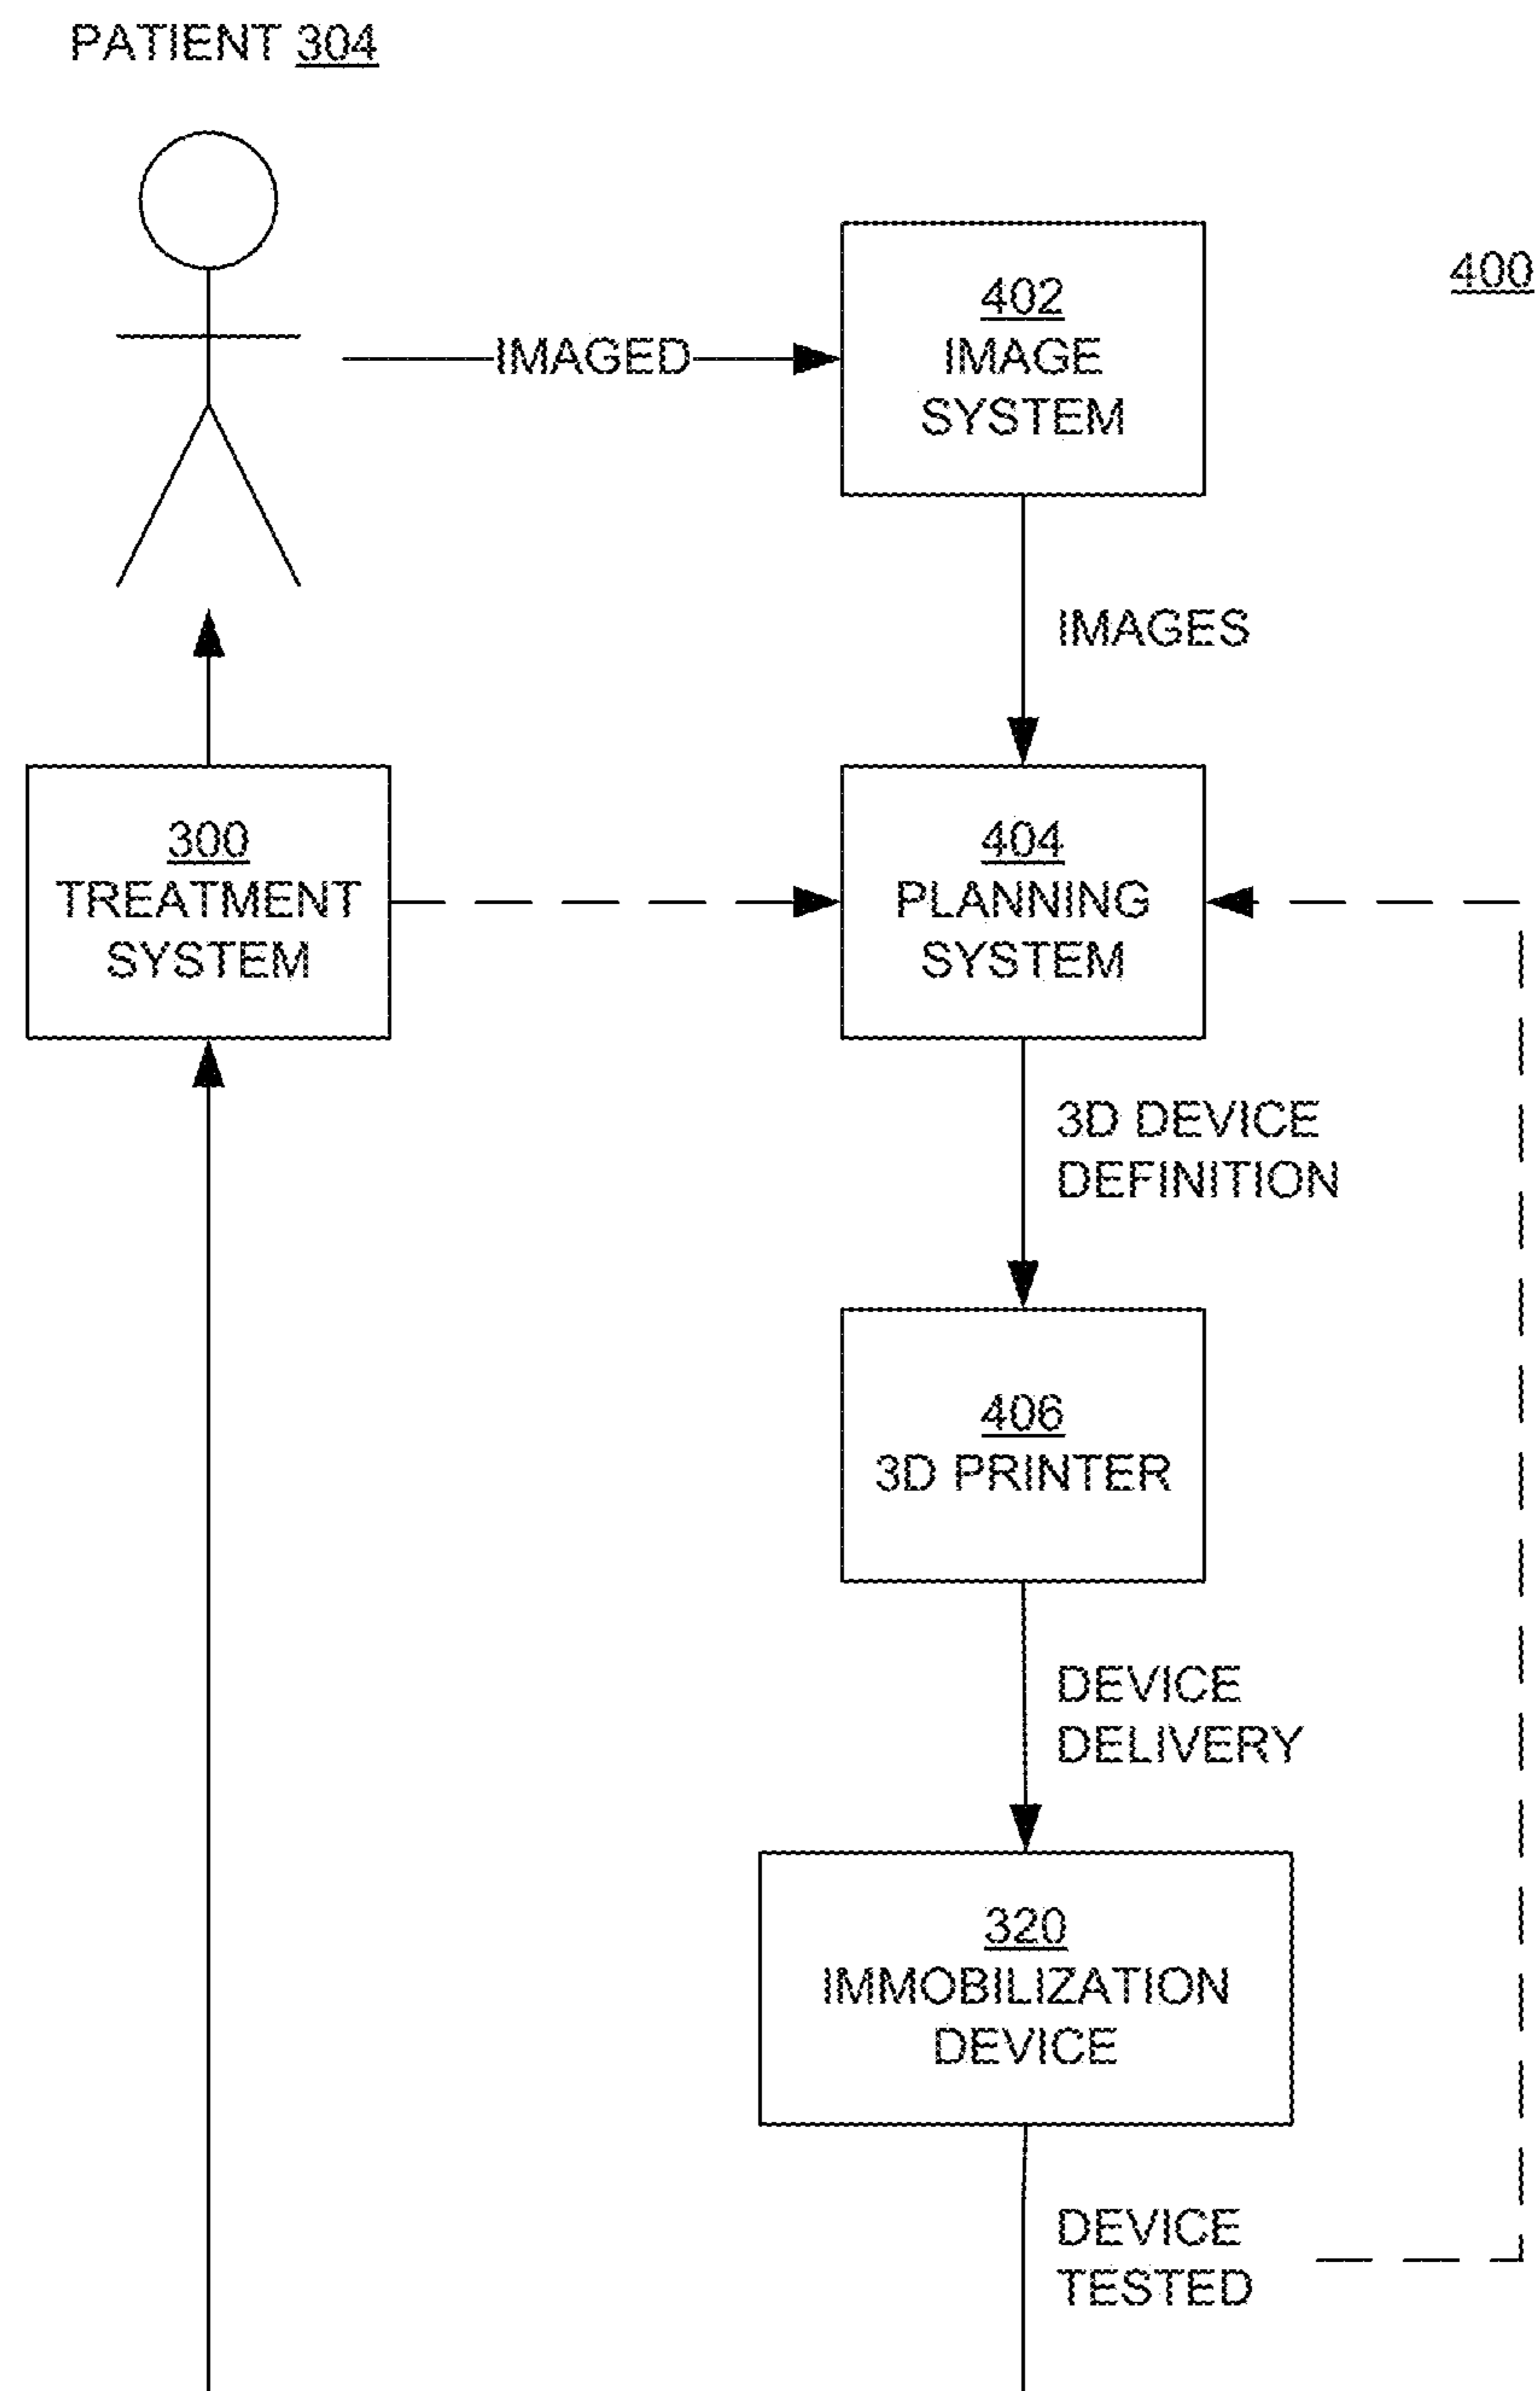 PATIENT 304
400
402
IMAGE
SYSTEM
IMAGED
IMAGES
300
TREATMENT
SYSTEM
404
PLANNING
SYSTEM
3D DEVICE
DEFINITION
406
3D PRINTER
DEVICE
DELIVERY
320
IMMOBILIZATION
DEVICE
DEVICE
TESTED